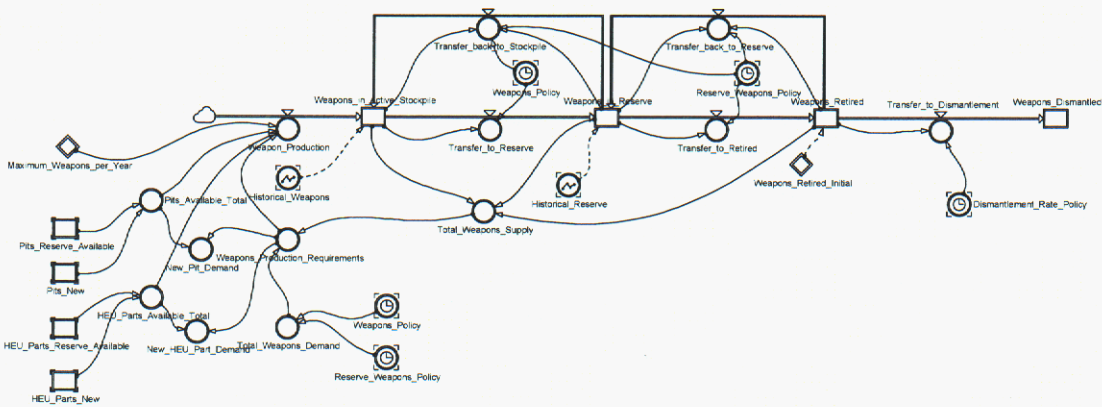 Transfer_back_to_Stockpile
Transfer_back_to_Reserve
Weapons_Policy
Reserve_Weapons_Policy
Weapons_in_Active_Stockpile
Weapons_Reserve
Weapons_Retired
Transfer_to_Dismantlement
Weapons_Dismantled
Maximum_Weapons_per_Year
Weapon_Production
Transfer_to_Reserve
Transfer_to_Retired
Historical_Weapons
Historical_Reserve
Weapons_Retired_Initial
Pits_Available_Total
Dismantlement_Rate_Policy
Total_Weapons_Supply
Pits_Reserve_Available
Weapons_Production_Requirements
New_Pit_Demand
Pits_New
HEU_Parts_Available_Total
Weapons_Policy
HEU_Parts_Reserve_Available
New_HEU_Part_Demand
Total_Weapons_Demand
Reserve_Weapons_Policy
HEU_Parts_New